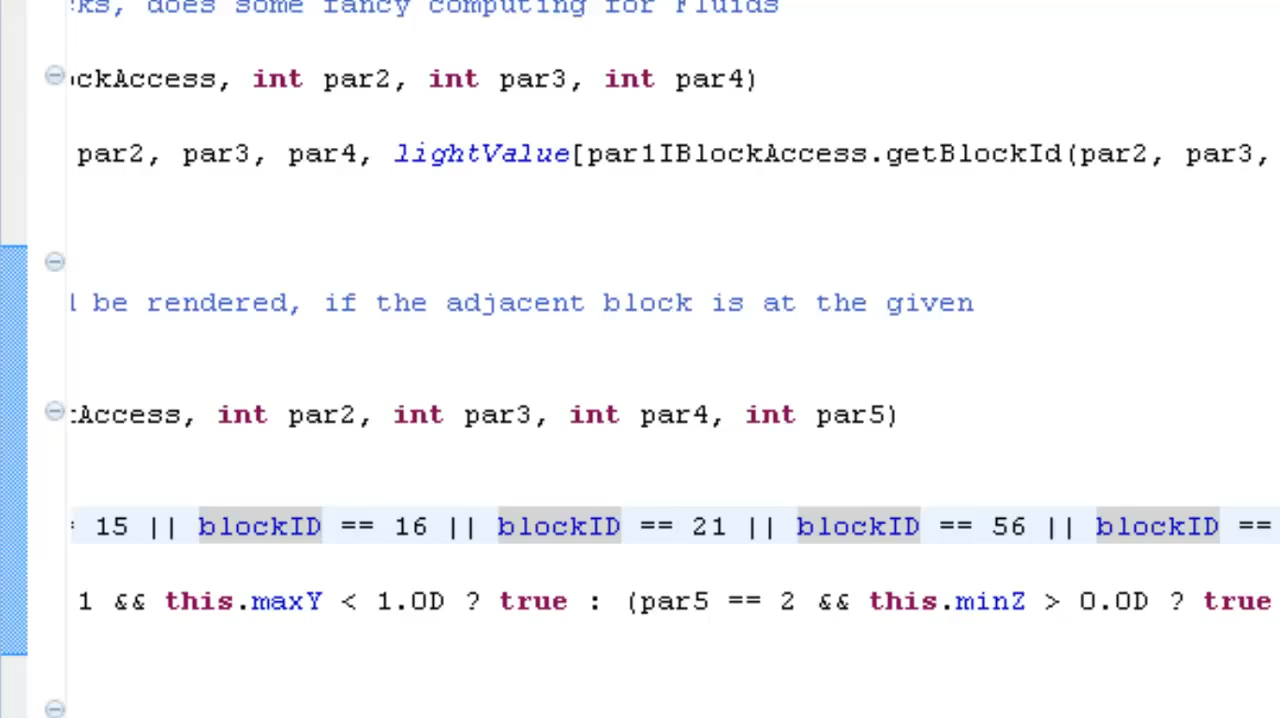 ks, does some fancy computing for Fluids
ockAccess, int par2, int par3, int par4)
par2, par3, par4, lightValue[par1IBlockAccess.getBlockId(par2, par3,
l be rendered, if the adjacent block is at the given
kAccess, int par2, int par3, int par4, int par5)
= 15 || blockID == 16 || blockID == 21 || blockID == 56 || blockID ==
1 && this.maxY < 1.0D ? true : (par5 == 2 && this.minZ > 0.0D ? true